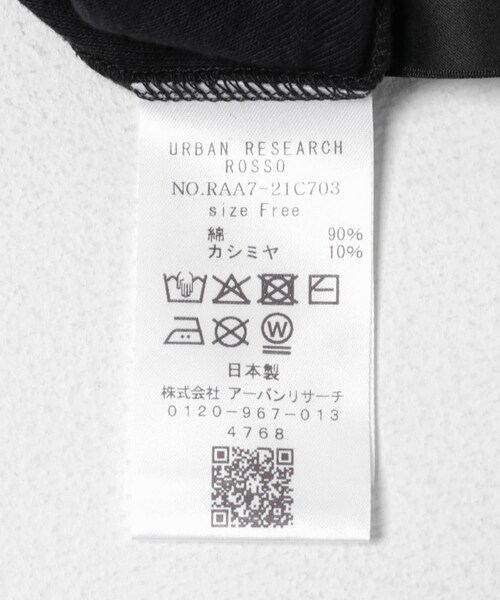 URBAN RESEARCH
ROSSO
NO.RAA7-21C703
size Free
綿 90%
カシミヤ 10%
W
日本製
株式会社 アーバンリサーチ
0120-967-013
4768